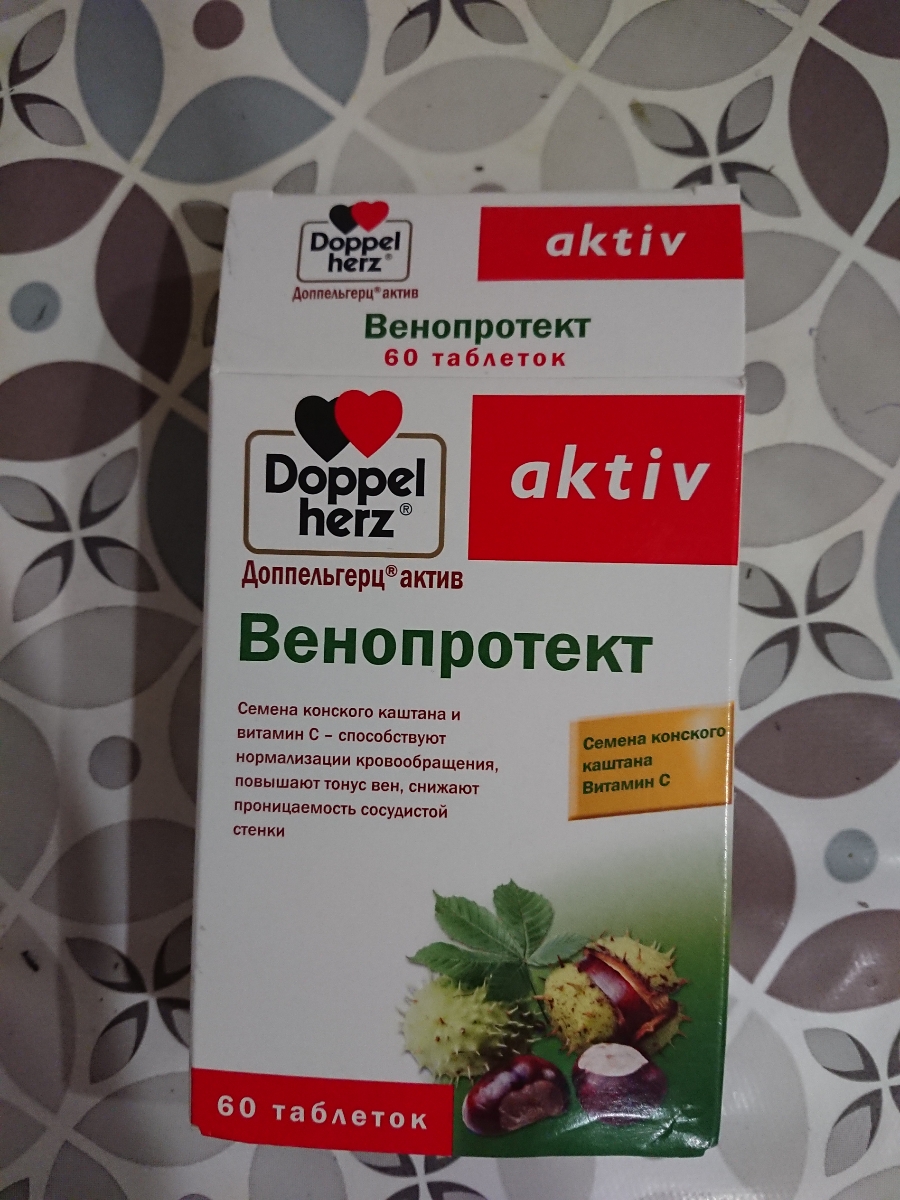 Doppel
herz®
aktiv
Доппельгерц® актив
Венопротект
60 таблеток
Doppel
herz®
aktiv
Доппельгерц® актив
Венопротект
Семена конского каштана и
витамин С – способствуют
нормализации кровообращения,
повышают тонус вен, снижают
проницаемость сосудистой
стенки
Семена конского
каштана
Витамин С
60 таблеток